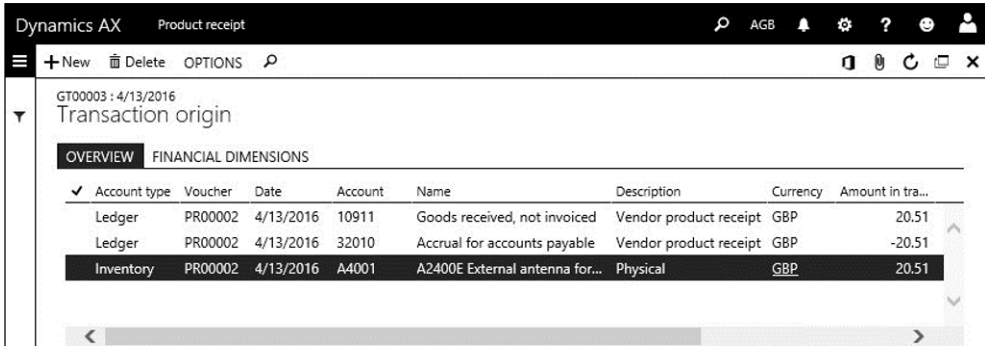 Dynamics AX Product receipt AGB ?
New Delete OPTIONS
GT00003 : 4/13/2016
Transaction origin
OVERVIEW FINANCIAL DIMENSIONS
Account type Voucher Date Account Name Description Currency Amount in tra...
Ledger PR00002 4/13/2016 10911 Goods received, not invoiced Vendor product receipt GBP 20.51
Ledger PR00002 4/13/2016 32010 Accrual for accounts payable Vendor product receipt GBP -20.51
Inventory PR00002 4/13/2016 A4001 A2400E External antenna for... Physical GBP 20.51